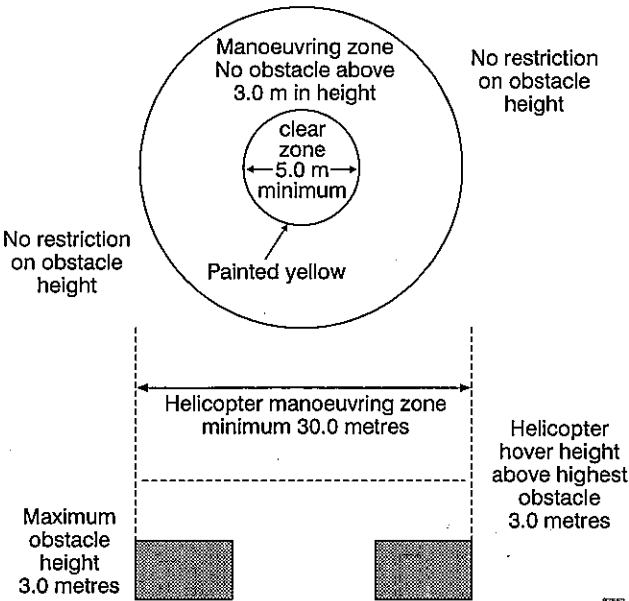 Manoeuvring zone
No obstacle above
3.0 m in height
No restriction
on obstacle
height
clear
zone
5.0 m
minimum
No restriction
on obstacle
height
Painted yellow
Helicopter manoeuvring zone
minimum 30.0 metres
Helicopter
hover height
above highest
obstacle
3.0 metres
Maximum
obstacle
height
3.0 metres